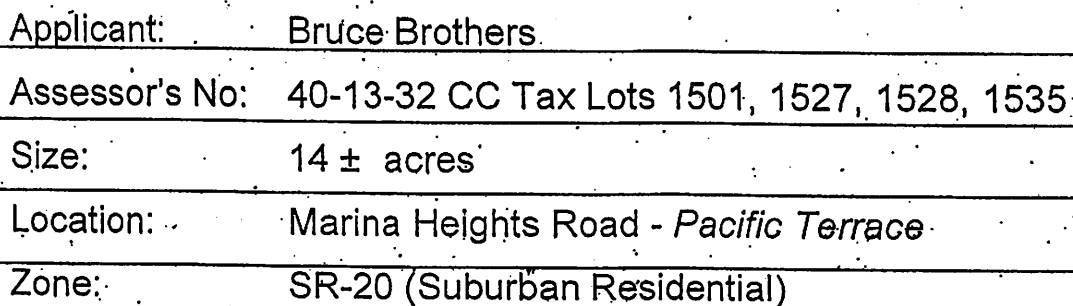 Applicant: Bruce Brothers
Assessor's No: 40-13-32 CC Tax Lots 1501, 1527, 1528, 1535
Size: 14 ± acres
Location: Marina Heights Road - Pacific Terrace
Zone: SR-20 (Suburban Residential)